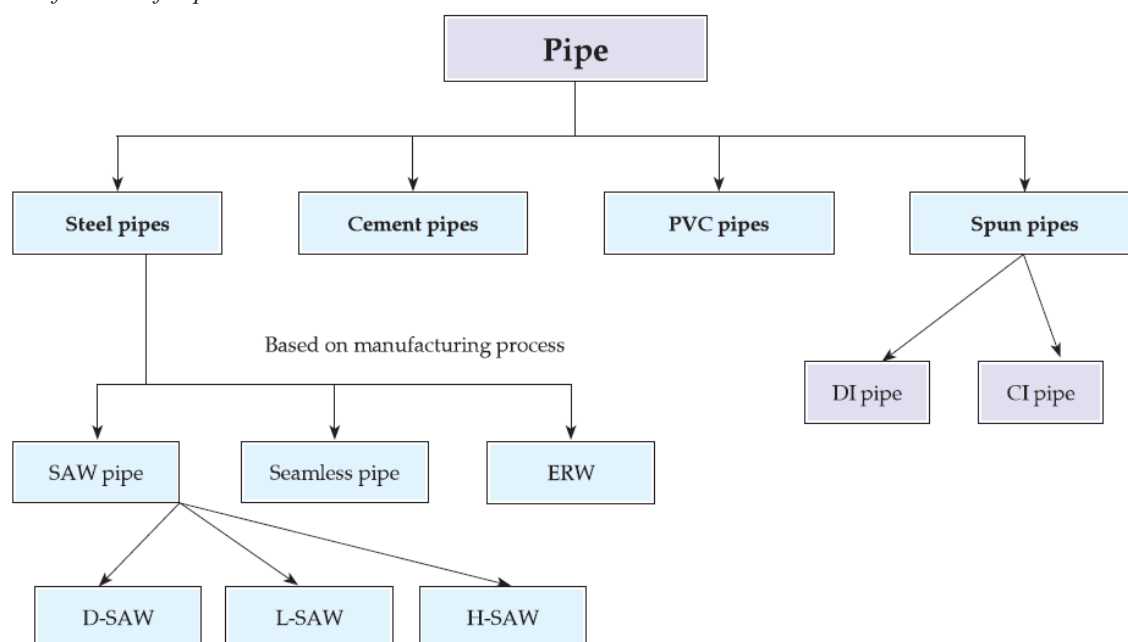 Pipe
Steel pipes
Cement pipes
PVC pipes
Spun pipes
Based on manufacturing process
DI pipe
CI pipe
SAW pipe
Seamless pipe
ERW
D-SAW
L-SAW
H-SAW